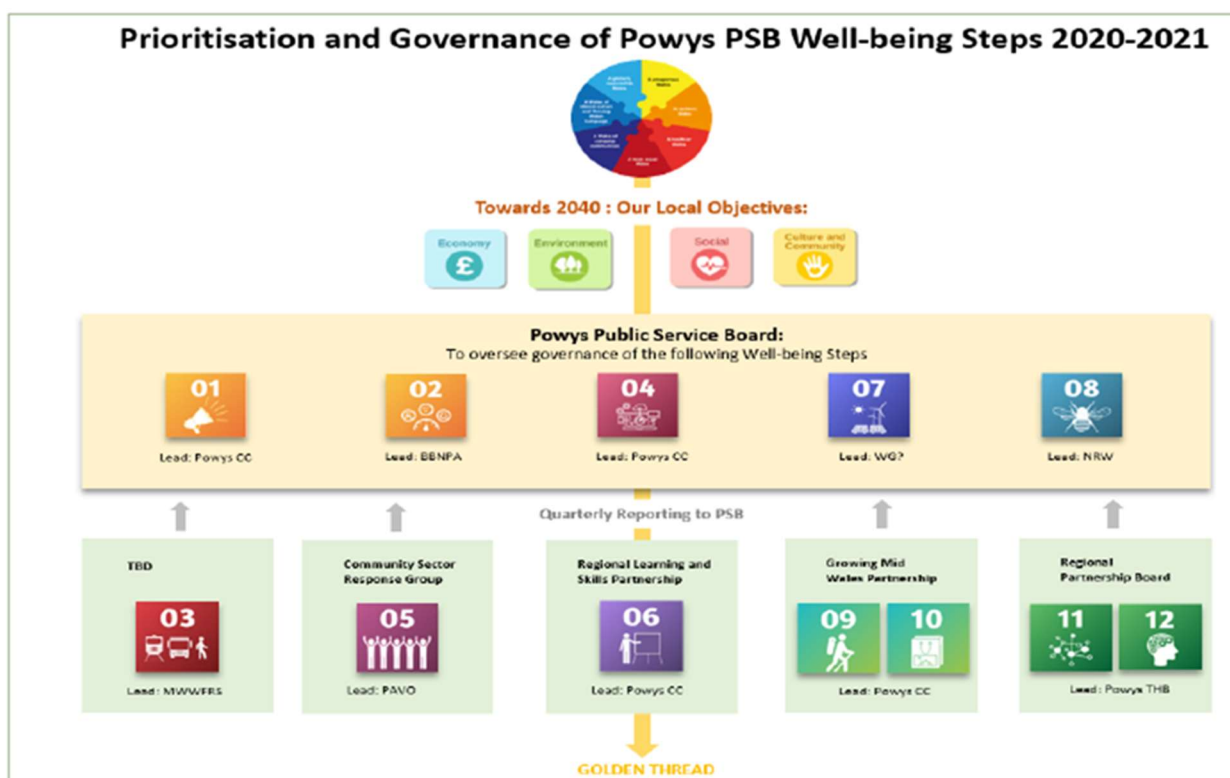 Prioritisation and Governance of Powys PSB Well-being Steps 2020-2021
Towards 2040 : Our Local Objectives:
Economy
Environment
Social
Culture and
Community
Powys Public Service Board:
To oversee governance of the following Well-being Steps
01
02
04
07
08
Lead: Powys CC
Lead: BBNPA
Lead: Powys CC
Lead: WG?
Lead: NRW
Quarterly Reporting to PSB
TBD
03
Lead: MWWFRS
Community Sector
Response Group
05
Lead: PAVO
Regional Learning and
Skills Partnership
06
Lead: Powys CC
Growing Mid
Wales Partnership
09
10
Lead: Powys CC
Regional
Partnership Board
11
12
Lead: Powys THB
GOLDEN THREAD